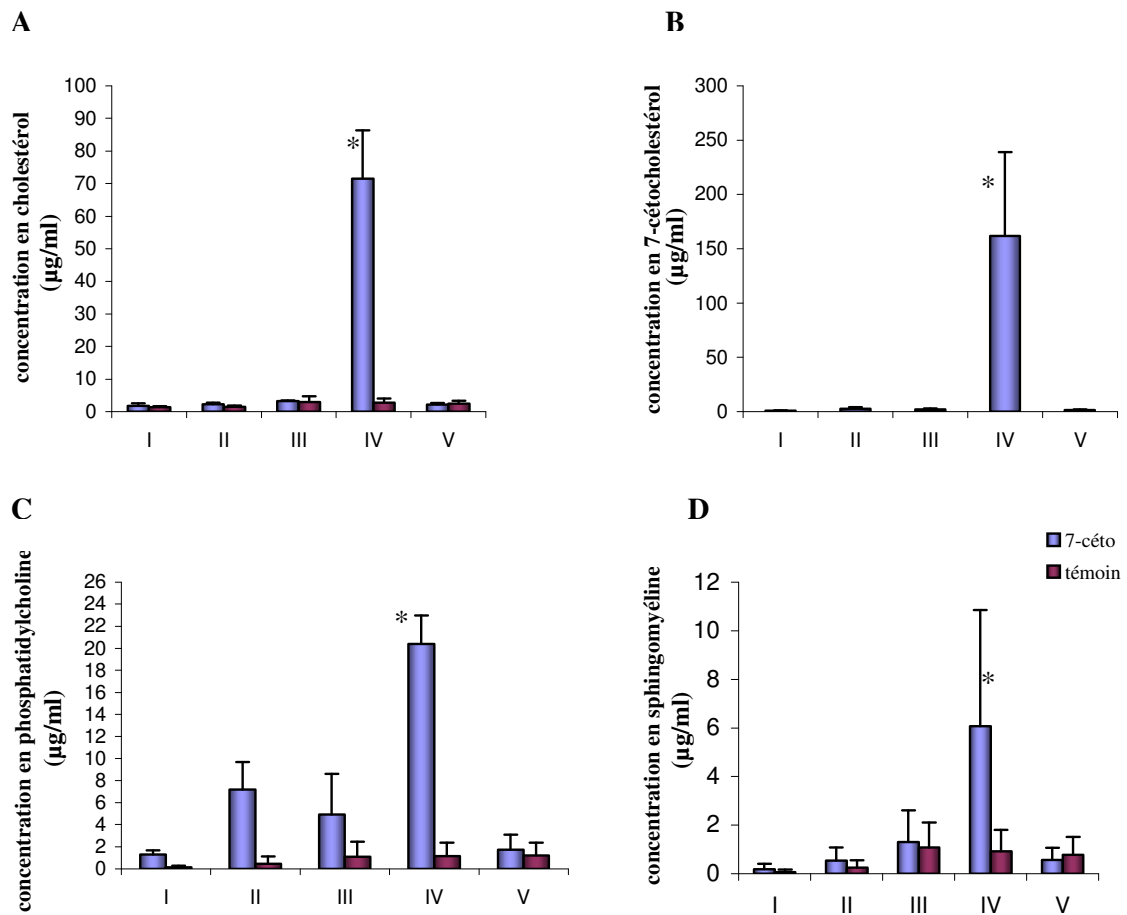 A
concentration en cholestérol
(µg/ml)
100
90
80
70
60
50
40
30
20
10
0
*
I II III IV V
B
concentration en 7-cétocholestérol
(µg/ml)
300
250
200
150
100
50
0
*
I II III IV V
C
concentration en phosphatidylcholine
(µg/ml)
26
24
22
20
18
16
14
12
10
8
6
4
2
0
*
I II III IV V
D
7-céto
témoin
concentration en sphingomyéline
(µg/ml)
12
10
8
6
4
2
0
*
I II III IV V